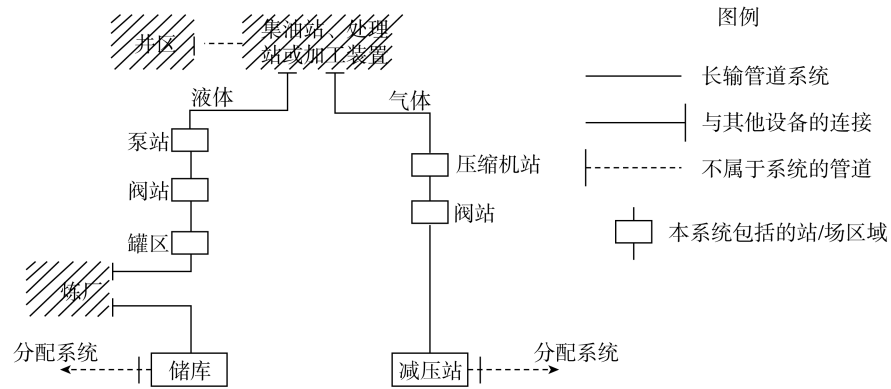 图例
井区
集油站、处理
站或加工装置
液体
气体
长输管道系统
与其他设备的连接
不属于系统的管道
本系统包括的站/场区域
泵站
阀站
罐区
压缩机站
阀站
炼厂
分配系统
储库
减压站
分配系统